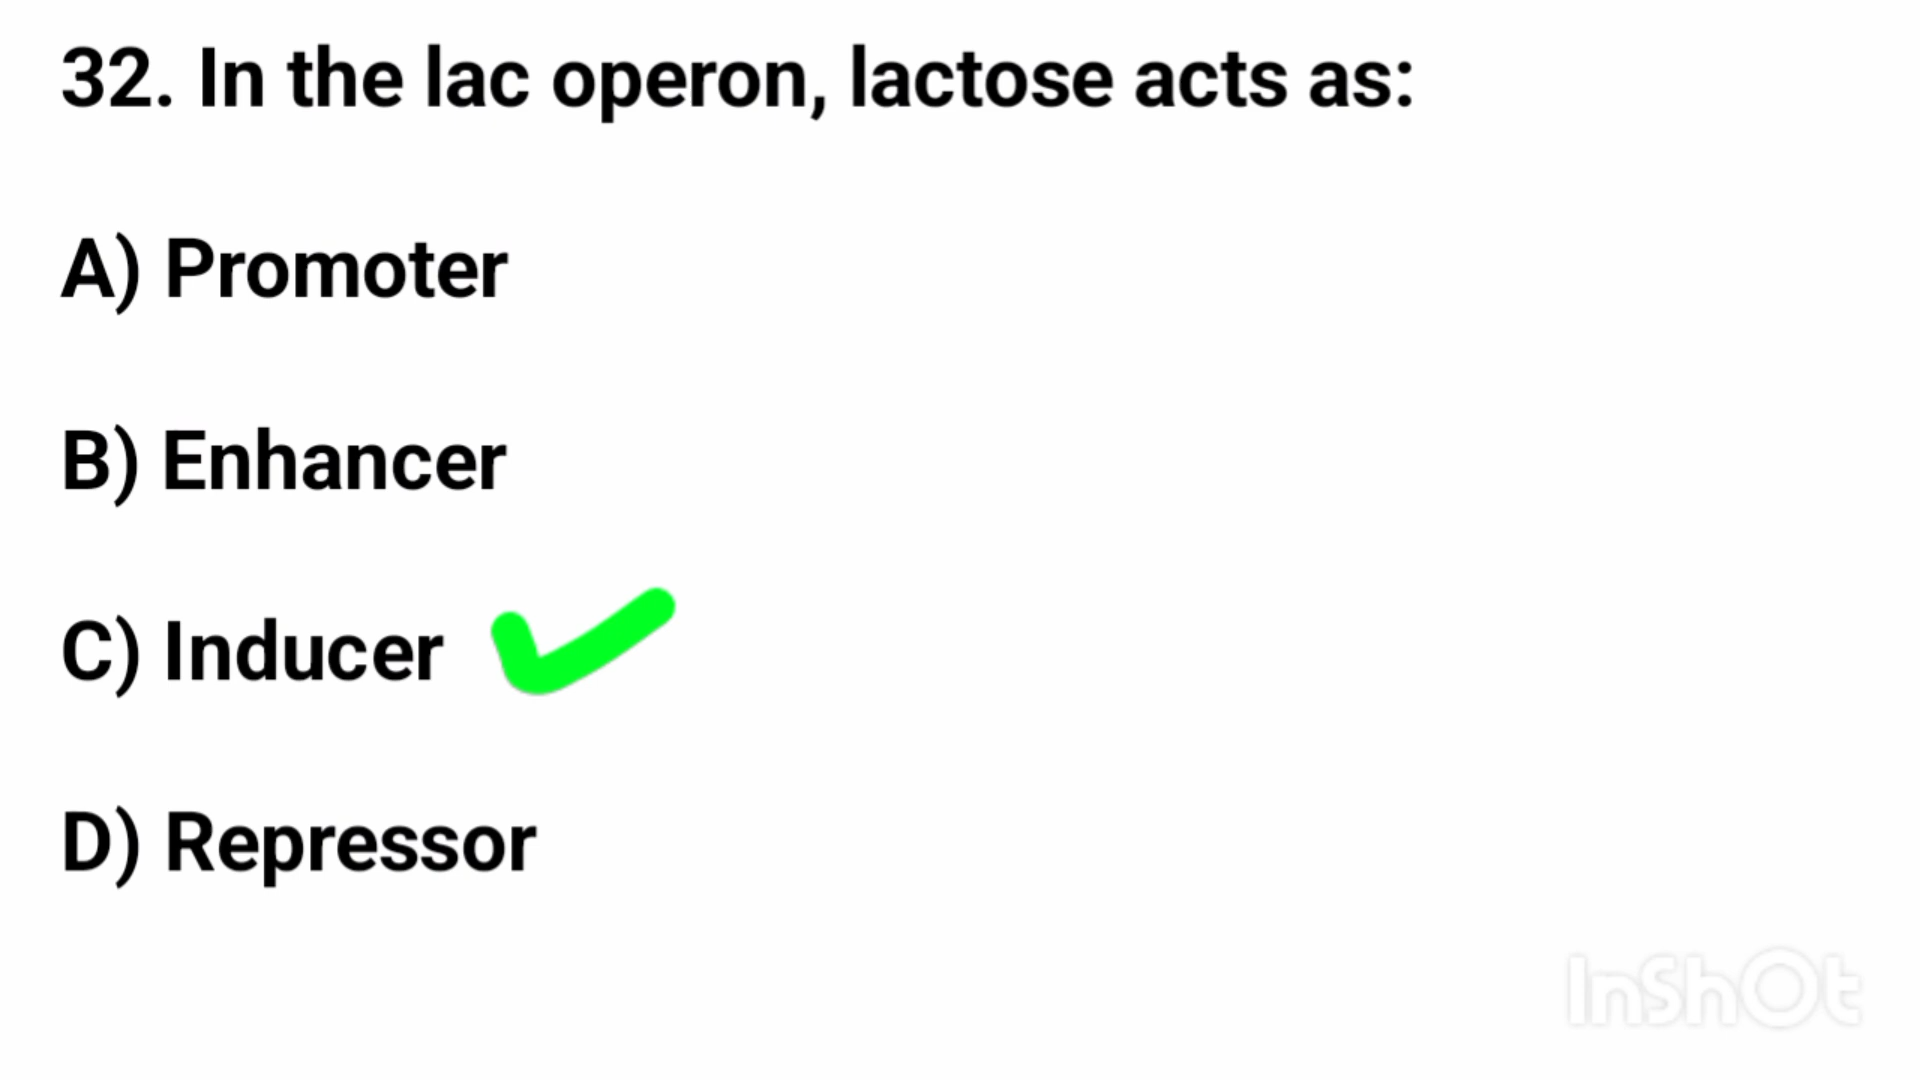 32. In the lac operon, lactose acts as:
A) Promoter
B) Enhancer
C) Inducer
D) Repressor
InShOt